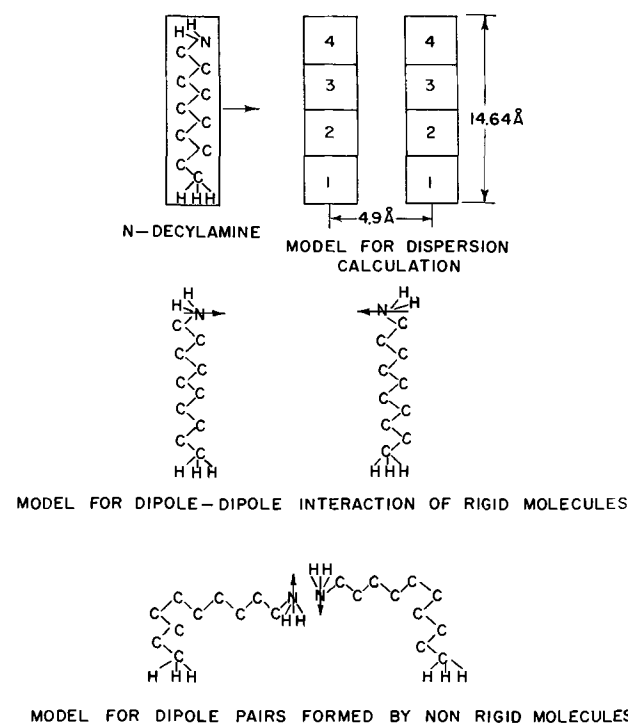 H
H N
C
C
C
C
C
C
C
C
C
C
H H H
4 4
3 3
2 2
1 1
14.64Å
4.9Å
N—DECYLAMINE
MODEL FOR DISPERSION
CALCULATION
H
H N
C
C
C
C
C
C
C
C
C
C
H H H
H
N H
C
C
C
C
C
C
C
C
C
C
H H H
MODEL FOR DIPOLE—DIPOLE INTERACTION OF RIGID MOLECULES
C C C N
C C C C
H H
C
C
C
H H H
H H
N C C C
C C C
C
C
C
C
H H H
MODEL FOR DIPOLE PAIRS FORMED BY NON RIGID MOLECULES